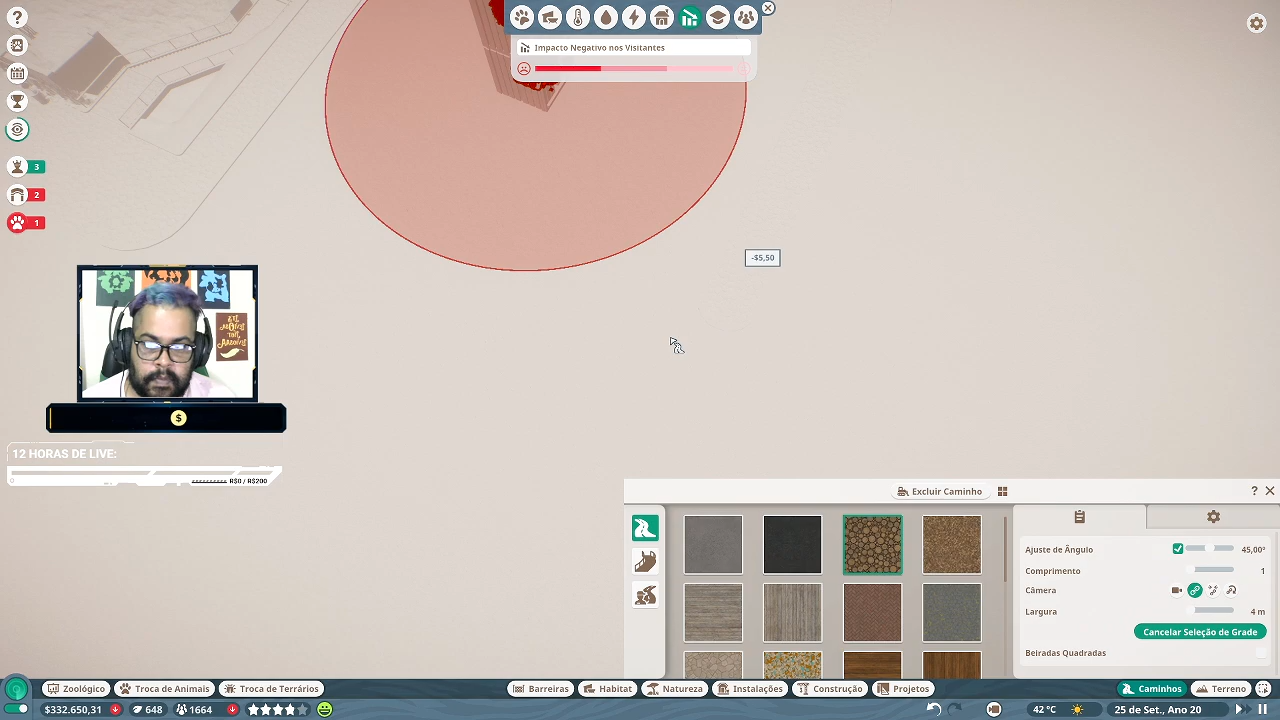 ?
Impacto Negativo nos Visitantes
3
2
1
-$5,50
$
12 HORAS DE LIVE:
0
R$0 / R$200
Excluir Caminho
?
Ajuste de Ângulo
45,00º
Comprimento
1
Câmera
Largura
4 m
Cancelar Seleção de Grade
Beiradas Quadradas
Zoológico
Troca de Animais
Troca de Terrários
Barreiras
Habitat
Natureza
Instalações
Construção
Projetos
Caminhos
Terreno
$332.650,31
648
1664
42 ºC
25 de Set., Ano 20